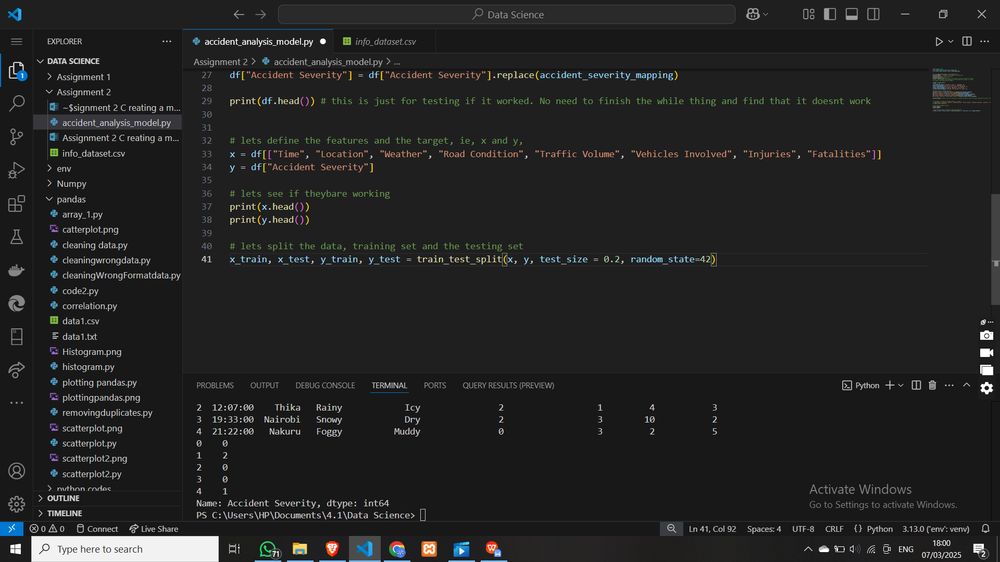 Data Science
EXPLORER
accident_analysis_model.py
info_dataset.csv
Assignment 2 > accident_analysis_model.py > ...
DATA SCIENCE
Assignment 1
Assignment 2
~$signment 2 C reating a m...
accident_analysis_model.py
Assignment 2 C reating a m...
info_dataset.csv
env
Numpy
pandas
array_1.py
catterplot.png
cleaning data.py
cleaningwrongdata.py
cleaningWrongFormatdata.py
code2.py
correlation.py
data1.csv
data1.txt
Histogram.png
histogram.py
plotting pandas.py
plottingpandas.png
removingduplicates.py
scatterplot.png
scatterplot.py
scatterplot2.png
scatterplot2.py
python codes
OUTLINE
TIMELINE
27 df["Accident Severity"] = df["Accident Severity"].replace(accident_severity_mapping)
28
29 print(df.head()) # this is just for testing if it worked. No need to finish the while thing and find that it doesnt work
30
31
32 # lets define the features and the target, ie, x and y,
33 x = df[["Time", "Location", "Weather", "Road Condition", "Traffic Volume", "Vehicles Involved", "Injuries", "Fatalities"]]
34 y = df["Accident Severity"]
35
36 # lets see if theybare working
37 print(x.head())
38 print(y.head())
39
40 # lets split the data, training set and the testing set
41 x_train, x_test, y_train, y_test = train_test_split(x, y, test_size = 0.2, random_state=42)
PROBLEMS OUTPUT DEBUG CONSOLE TERMINAL PORTS QUERY RESULTS (PREVIEW)
Python
2 12:07:00 Thika Rainy Icy 2 1 4 3
3 19:33:00 Nairobi Snowy Dry 2 3 10 2
4 21:22:00 Nakuru Foggy Muddy 0 3 2 5
0 0
1 2
2 0
3 0
4 1
Name: Accident Severity, dtype: int64
PS C:\Users\HP\Documents\4.1\Data Science>
Activate Windows
Go to Settings to activate Windows.
0 0 Connect Live Share
Ln 41, Col 92 Spaces: 4 UTF-8 CRLF {} Python 3.13.0 ('env': venv)
Type here to search
71
ENG
18:00
07/03/2025
2
1